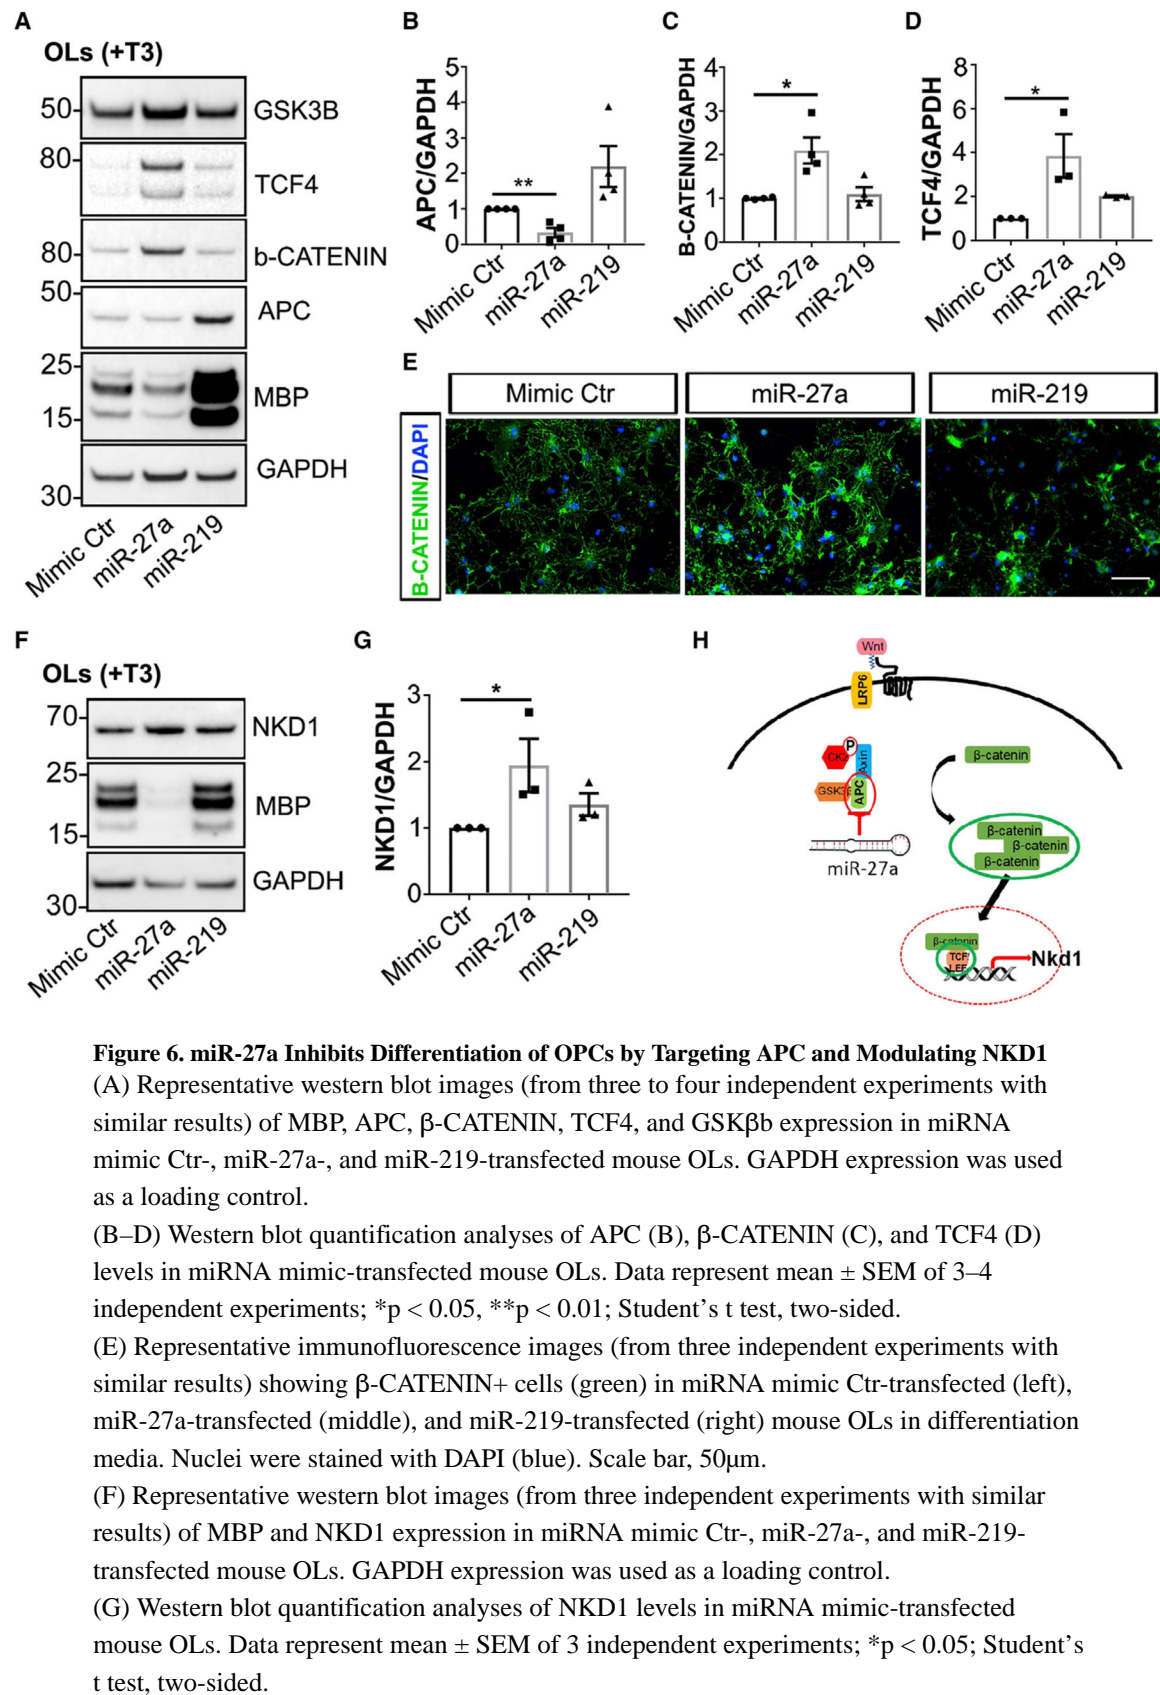 A
OLs (+T3)
50-
GSK3B
80-
TCF4
80-
b-CATENIN
50-
APC
25-
MBP
15-
GAPDH
30-
Mimic Ctr
miR-27a
miR-219
B
APC/GAPDH
5
4
3
2
1
0
**
Mimic Ctr
miR-27a
miR-219
C
B-CATENIN/GAPDH
4
3
2
1
0
*
Mimic Ctr
miR-27a
miR-219
D
TCF4/GAPDH
8
6
4
2
0
*
Mimic Ctr
miR-27a
miR-219
E
Mimic Ctr
miR-27a
miR-219
B-CATENIN/DAPI
F
OLs (+T3)
70-
NKD1
25-
MBP
15-
GAPDH
30-
Mimic Ctr
miR-27a
miR-219
G
NKD1/GAPDH
3
2
1
0
*
Mimic Ctr
miR-27a
miR-219
H
Wnt
LRP6
P
CK2
Axin
GSK3β
APC
miR-27a
β-catenin
β-catenin
β-catenin
β-catenin
β-catenin
TCF/
LEF
Nkd1
Figure 6. miR-27a Inhibits Differentiation of OPCs by Targeting APC and Modulating NKD1
(A) Representative western blot images (from three to four independent experiments with
similar results) of MBP, APC, β-CATENIN, TCF4, and GSKβb expression in miRNA
mimic Ctr-, miR-27a-, and miR-219-transfected mouse OLs. GAPDH expression was used
as a loading control.
(B–D) Western blot quantification analyses of APC (B), β-CATENIN (C), and TCF4 (D)
levels in miRNA mimic-transfected mouse OLs. Data represent mean ± SEM of 3–4
independent experiments; *p < 0.05, **p < 0.01; Student’s t test, two-sided.
(E) Representative immunofluorescence images (from three independent experiments with
similar results) showing β-CATENIN+ cells (green) in miRNA mimic Ctr-transfected (left),
miR-27a-transfected (middle), and miR-219-transfected (right) mouse OLs in differentiation
media. Nuclei were stained with DAPI (blue). Scale bar, 50μm.
(F) Representative western blot images (from three independent experiments with similar
results) of MBP and NKD1 expression in miRNA mimic Ctr-, miR-27a-, and miR-219-
transfected mouse OLs. GAPDH expression was used as a loading control.
(G) Western blot quantification analyses of NKD1 levels in miRNA mimic-transfected
mouse OLs. Data represent mean ± SEM of 3 independent experiments; *p < 0.05; Student’s
t test, two-sided.